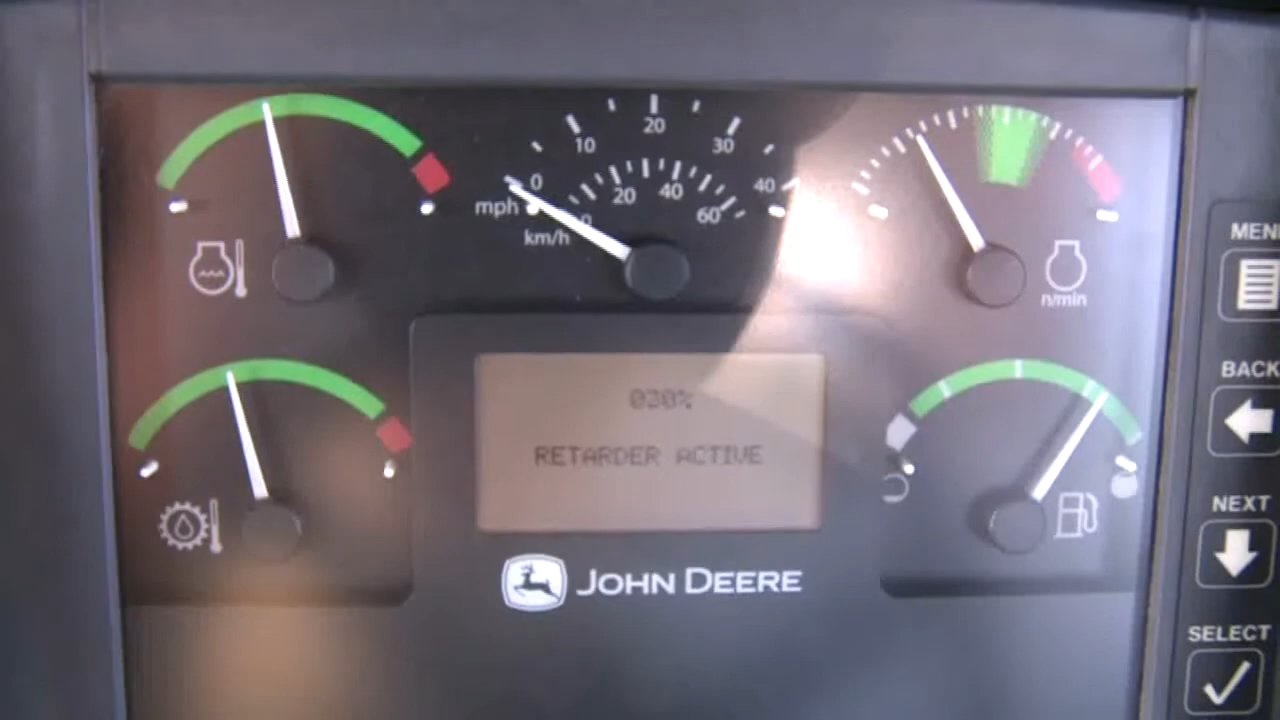 0
10
20
30
40
mph
0
20
40
60
km/h
n/min
030%
RETARDER ACTIVE
JOHN DEERE
MENU
BACK
NEXT
SELECT